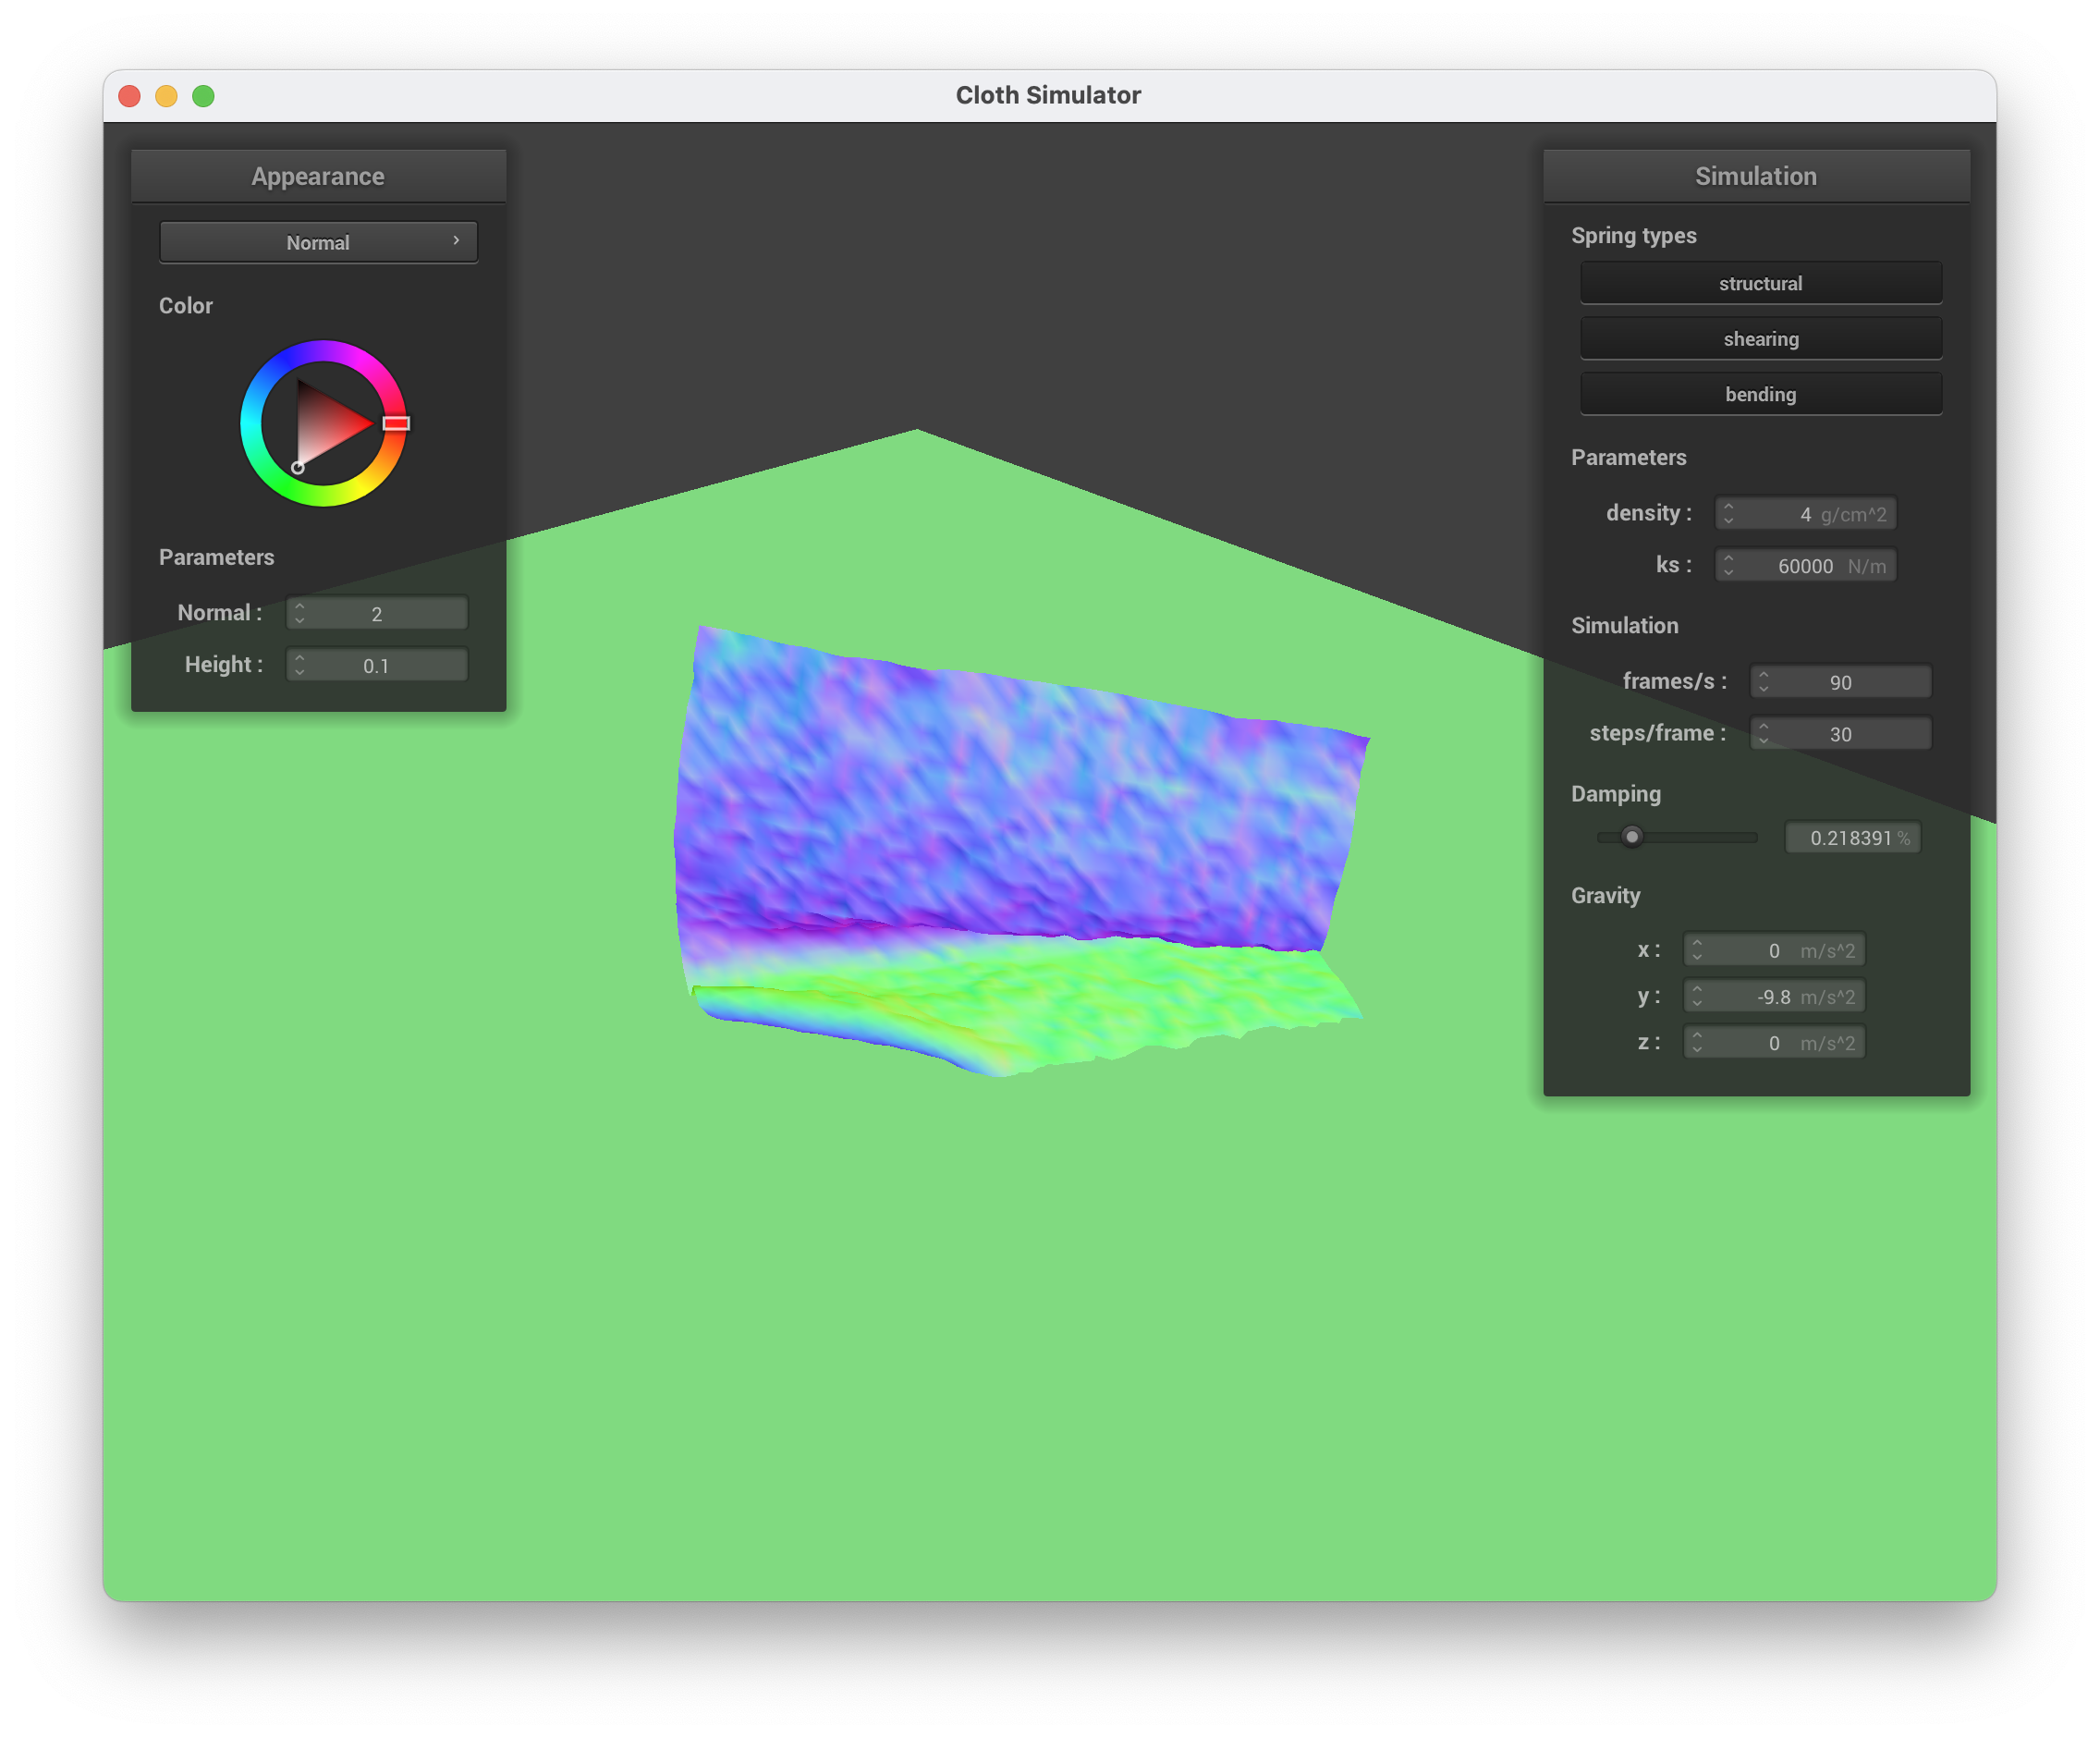 Cloth Simulator
Appearance
Normal
Color
Parameters
Normal : 2
Height : 0.1
Simulation
Spring types
structural
shearing
bending
Parameters
density : 4 g/cm^2
ks : 60000 N/m
Simulation
frames/s : 90
steps/frame : 30
Damping
0.218391 %
Gravity
x : 0 m/s^2
y : -9.8 m/s^2
z : 0 m/s^2